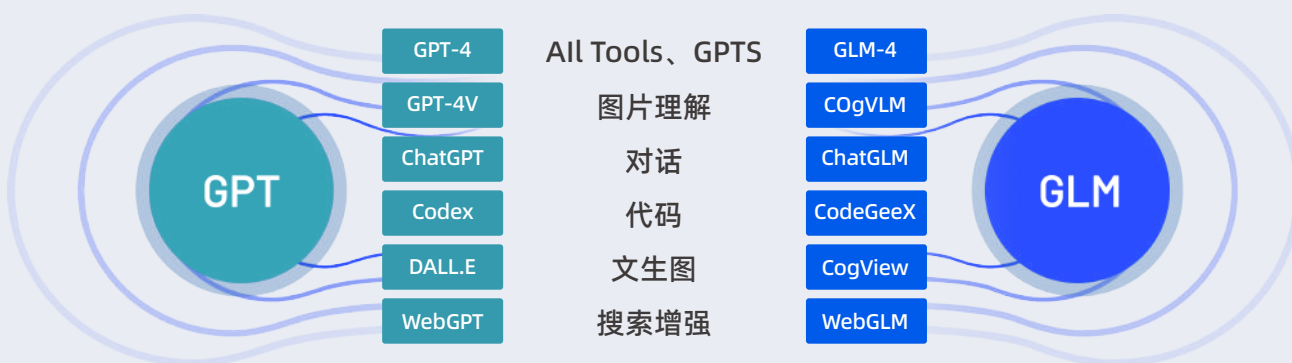 GPT-4 AIl Tools、GPTS GLM-4
GPT-4V 图片理解 COgVLM
ChatGPT 对话 ChatGLM
GPT GLM
Codex 代码 CodeGeeX
DALL.E 文生图 CogView
WebGPT 搜索增强 WebGLM